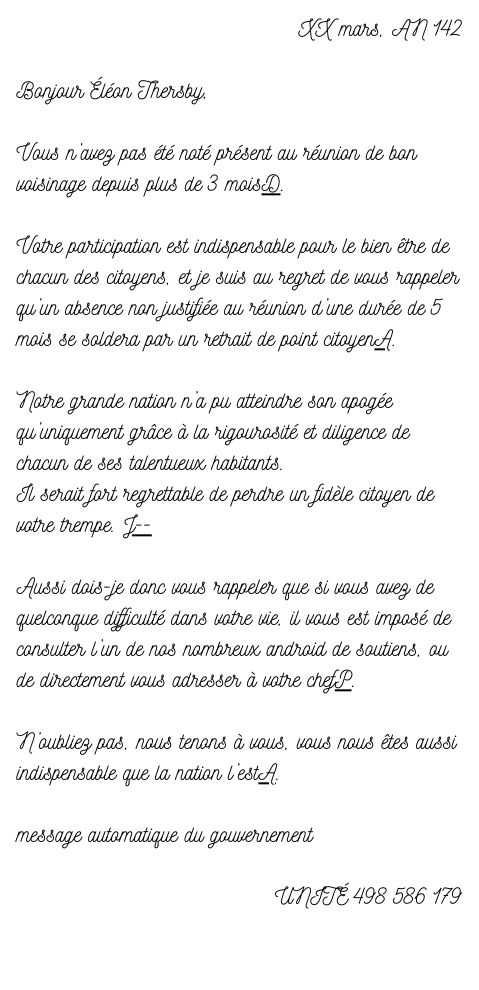 XX mars, AN 142
Bonjour Éléon Thersby,
Vous n'avez pas été noté présent au réunion de bon
voisinage depuis plus de 3 moisD.
Votre participation est indispensable pour le bien être de
chacun des citoyens, et je suis au regret de vous rappeler
qu'un absence non justifiée au réunion d'une durée de 5
mois se soldera par un retrait de point citoyenA.
Notre grande nation n'a pu atteindre son apogée
qu'uniquement grâce à la rigourosité et diligence de
chacun de ses talentueux habitants.
Il serait fort regrettable de perdre un fidèle citoyen de
votre trempe. I--
Aussi dois-je donc vous rappeler que si vous avez de
quelconque difficulté dans votre vie, il vous est imposé de
consulter l'un de nos nombreux android de soutiens, ou
de directement vous adresser à votre chefP.
N'oubliez pas, nous tenons à vous, vous nous êtes aussi
indispensable que la nation l'estA.
message automatique du gouvernement
UNITÉ 498 586 179